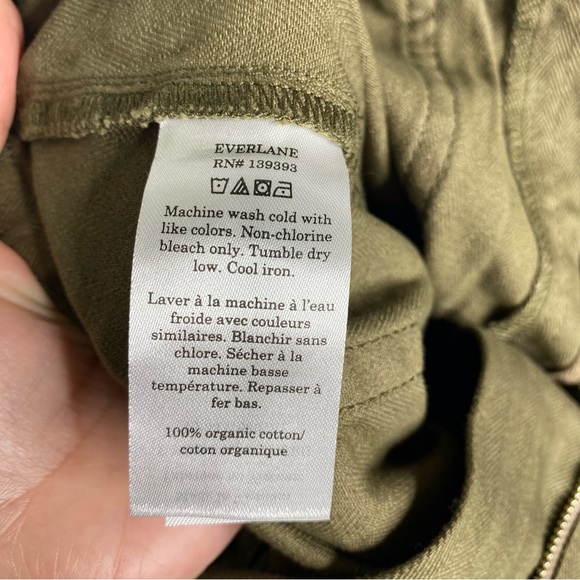 EVERLANE
RN# 139393
Machine wash cold with
like colors. Non-chlorine
bleach only. Tumble dry
low. Cool iron.
Laver à la machine à l'eau
froide avec couleurs
similaires. Blanchir sans
chlore. Sécher à la
machine basse
température. Repasser à
fer bas.
100% organic cotton/
coton organique